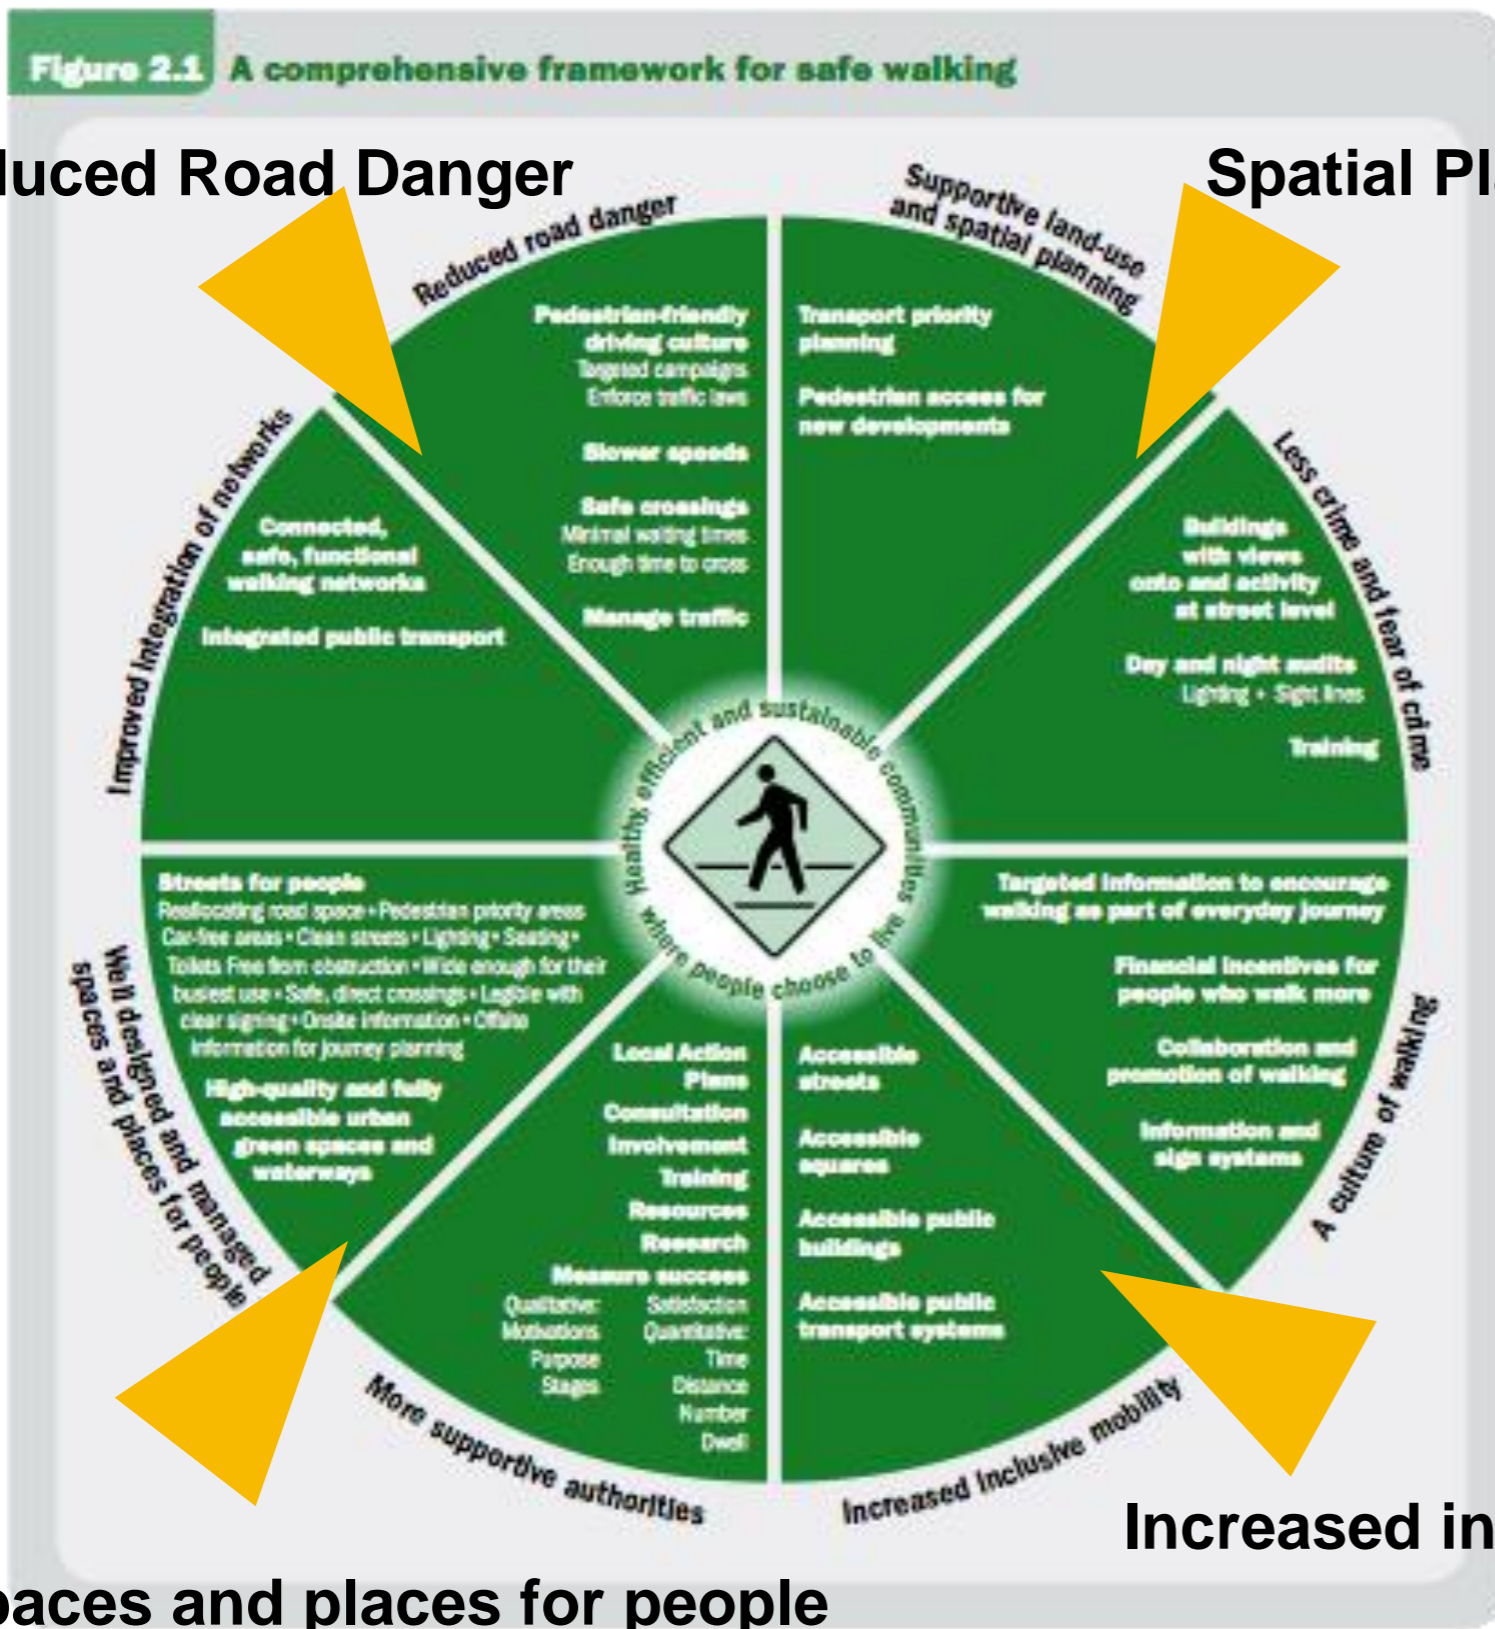 Figure 2.1 A comprehensive framework for safe walking
duced Road Danger
Spatial Pla
Reduced road danger
Pedestrian-friendly
driving culture
Targeted campaigns
Enforce traffic laws
Slower speeds
Safe crossings
Minimal waiting times
Enough time to cross
Manage traffic
Supportive land-use
and spatial planning
Transport priority
planning
Pedestrian access for
new developments
Less crime and fear of crime
Buildings
with views
onto and activity
at street level
Day and night audits
Lighting • Sight lines
Training
A culture of walking
Targeted information to encourage
walking as part of everyday journey
Financial incentives for
people who walk more
Collaboration and
promotion of walking
Information and
sign systems
Increased inclusive mobility
Accessible
streets
Accessible
squares
Accessible public
buildings
Accessible public
transport systems
More supportive authorities
Local Action
Plans
Consultation
Involvement
Training
Resources
Research
Measure success
Qualitative: Satisfaction
Motivations Quantitative:
Purpose Time
Stages Distance
Number
Dwell
Well designed and managed
spaces and places for people
Streets for people
Reallocating road space • Pedestrian priority areas
Car-free areas • Clean streets • Lighting • Seating •
Toilets Free from obstruction • Wide enough for their
busiest use • Safe, direct crossings • Legible with
clear signing • Onsite information • Offsite
information for journey planning
High-quality and fully
accessible urban
green spaces and
waterways
Improved integration of networks
Connected,
safe, functional
walking networks
Integrated public transport
Healthy, efficient and sustainable communities
where people choose to live
Increased in
paces and places for people